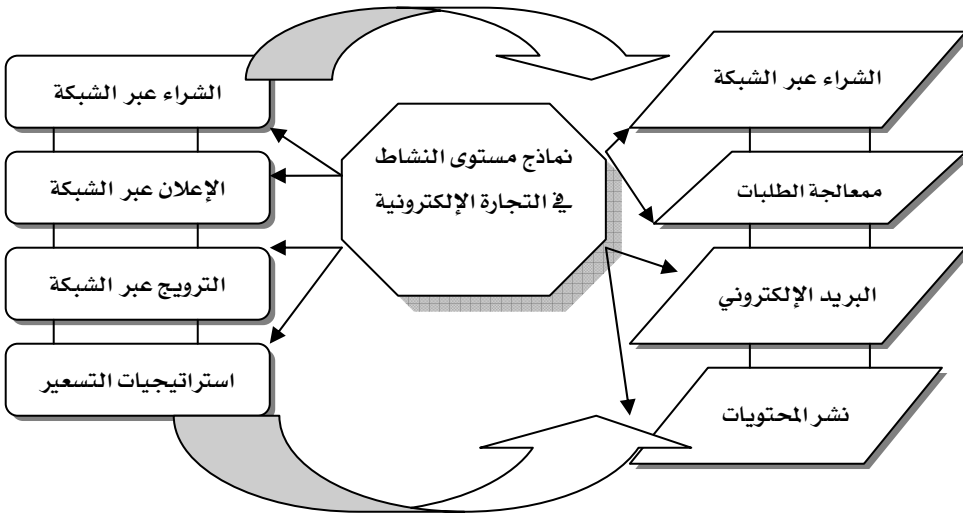 الشراء عبر الشبكة
ممعالجة الطلبات
البريد الإلكتروني
نشر المحتويات
نماذج مستوى النشاط
في التجارة الإلكترونية
الشراء عبر الشبكة
الإعلان عبر الشبكة
الترويج عبر الشبكة
استراتيجيات التسعير